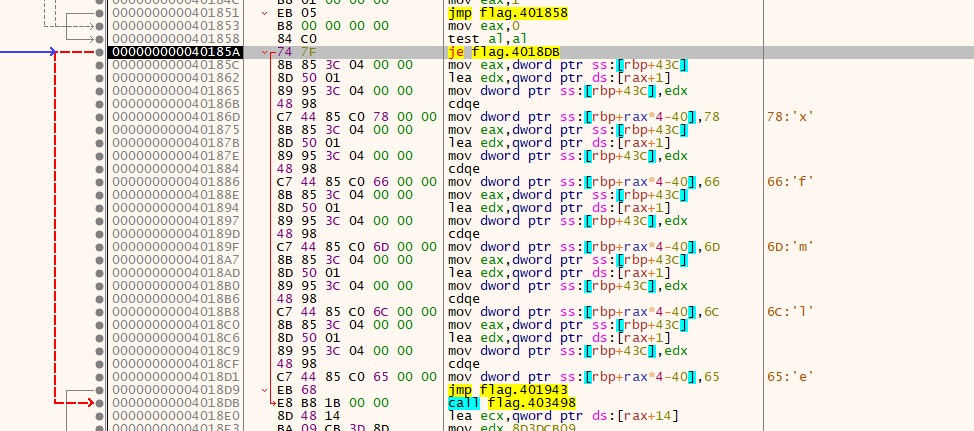 B8 01 00 00 00 mov eax,1
0000000000401851 EB 05 jmp flag.401858
0000000000401853 B8 00 00 00 00 mov eax,0
0000000000401858 84 C0 test al,al
000000000040185A 74 7F je flag.4018DB
000000000040185C 8B 85 3C 04 00 00 mov eax,dword ptr ss:[rbp+43C]
0000000000401862 8D 50 01 lea edx,qword ptr ds:[rax+1]
0000000000401865 89 95 3C 04 00 00 mov dword ptr ss:[rbp+43C],edx
000000000040186B 48 98 cdqe
000000000040186D C7 44 85 C0 78 00 00 mov dword ptr ss:[rbp+rax*4-40],78 78:'x'
0000000000401875 8B 85 3C 04 00 00 mov eax,dword ptr ss:[rbp+43C]
000000000040187B 8D 50 01 lea edx,qword ptr ds:[rax+1]
000000000040187E 89 95 3C 04 00 00 mov dword ptr ss:[rbp+43C],edx
0000000000401884 48 98 cdqe
0000000000401886 C7 44 85 C0 66 00 00 mov dword ptr ss:[rbp+rax*4-40],66 66:'f'
000000000040188E 8B 85 3C 04 00 00 mov eax,dword ptr ss:[rbp+43C]
0000000000401894 8D 50 01 lea edx,qword ptr ds:[rax+1]
0000000000401897 89 95 3C 04 00 00 mov dword ptr ss:[rbp+43C],edx
000000000040189D 48 98 cdqe
000000000040189F C7 44 85 C0 6D 00 00 mov dword ptr ss:[rbp+rax*4-40],6D 6D:'m'
00000000004018A7 8B 85 3C 04 00 00 mov eax,dword ptr ss:[rbp+43C]
00000000004018AD 8D 50 01 lea edx,qword ptr ds:[rax+1]
00000000004018B0 89 95 3C 04 00 00 mov dword ptr ss:[rbp+43C],edx
00000000004018B6 48 98 cdqe
00000000004018B8 C7 44 85 C0 6C 00 00 mov dword ptr ss:[rbp+rax*4-40],6C 6C:'l'
00000000004018C0 8B 85 3C 04 00 00 mov eax,dword ptr ss:[rbp+43C]
00000000004018C6 8D 50 01 lea edx,qword ptr ds:[rax+1]
00000000004018C9 89 95 3C 04 00 00 mov dword ptr ss:[rbp+43C],edx
00000000004018CF 48 98 cdqe
00000000004018D1 C7 44 85 C0 65 00 00 mov dword ptr ss:[rbp+rax*4-40],65 65:'e'
00000000004018D9 EB 68 jmp flag.401943
00000000004018DB E8 B8 1B 00 00 call flag.403498
00000000004018E0 8D 48 14 lea ecx,qword ptr ds:[rax+14]
00000000004018E3 BA 09 CB 3D 8D mov edx,8D3DCB09